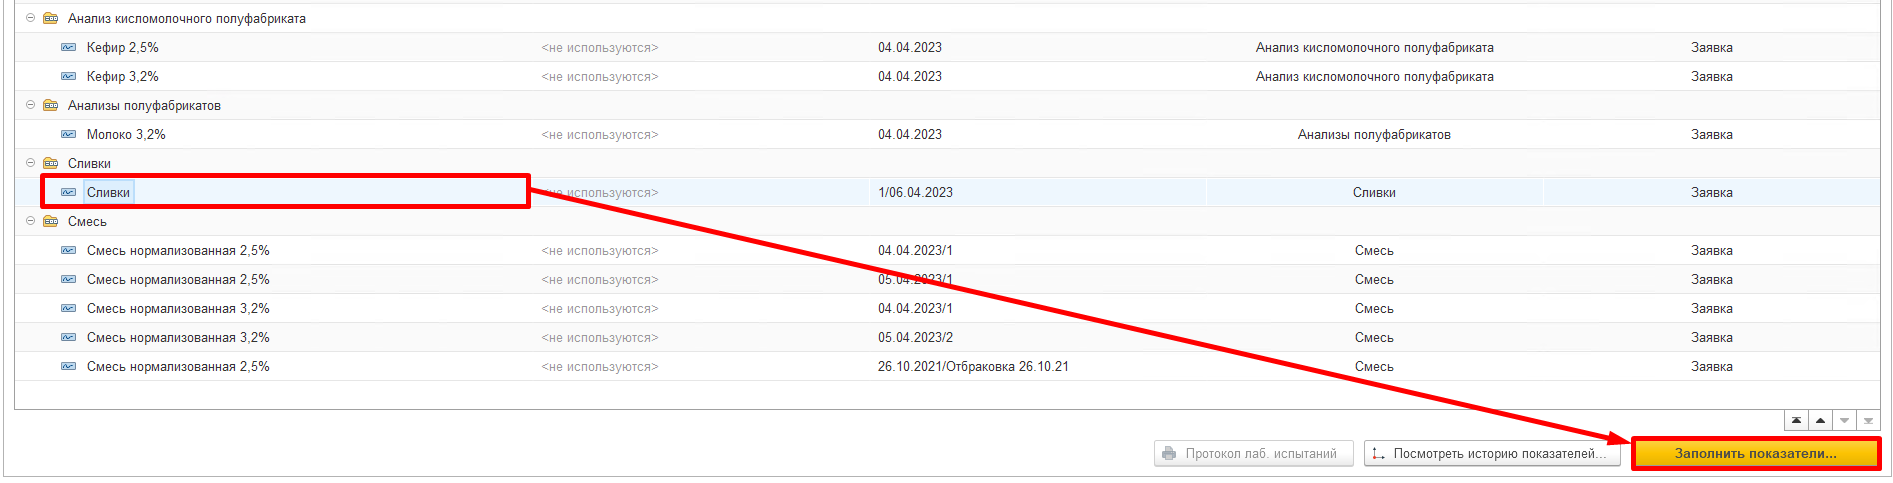 Анализ кисломолочного полуфабриката
Кефир 2,5% <не используются> 04.04.2023 Анализ кисломолочного полуфабриката Заявка
Кефир 3,2% <не используются> 04.04.2023 Анализ кисломолочного полуфабриката Заявка
Анализы полуфабрикатов
Молоко 3,2% <не используются> 04.04.2023 Анализы полуфабрикатов Заявка
Сливки
Сливки <не используются> 1/06.04.2023 Сливки Заявка
Смесь
Смесь нормализованная 2,5% <не используются> 04.04.2023/1 Смесь Заявка
Смесь нормализованная 2,5% <не используются> 05.04.2023/1 Смесь Заявка
Смесь нормализованная 3,2% <не используются> 04.04.2023/1 Смесь Заявка
Смесь нормализованная 3,2% <не используются> 05.04.2023/2 Смесь Заявка
Смесь нормализованная 2,5% <не используются> 26.10.2021/Отбраковка 26.10.21 Смесь Заявка
Протокол лаб. испытаний Посмотреть историю показателей... Заполнить показатели...